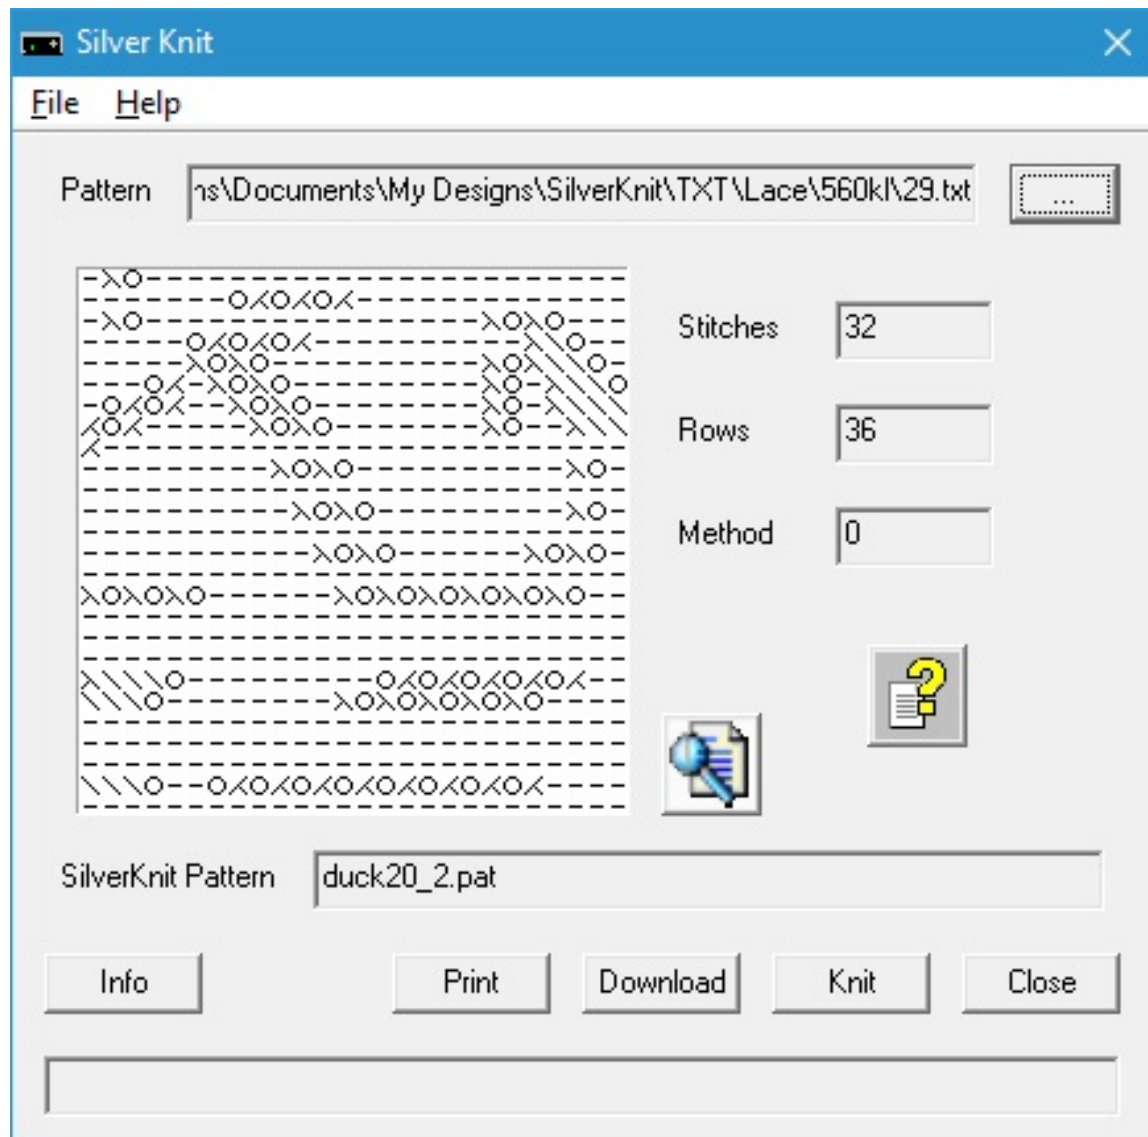 Silver Knit
File Help
Pattern ns\Documents\My Designs\SilverKnit\TXT\Lace\560kl\29.txt ...
Stitches 32
Rows 36
Method 0
SilverKnit Pattern duck20_2.pat
Info Print Download Knit Close